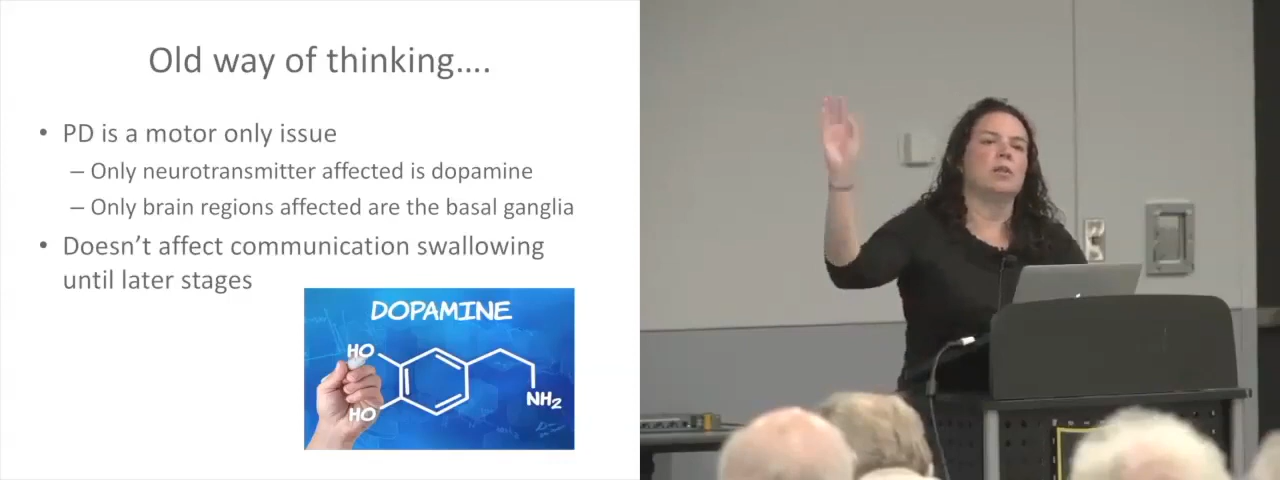 Old way of thinking….
• PD is a motor only issue
– Only neurotransmitter affected is dopamine
– Only brain regions affected are the basal ganglia
• Doesn’t affect communication swallowing
until later stages
DOPAMINE
HO
HO
NH2